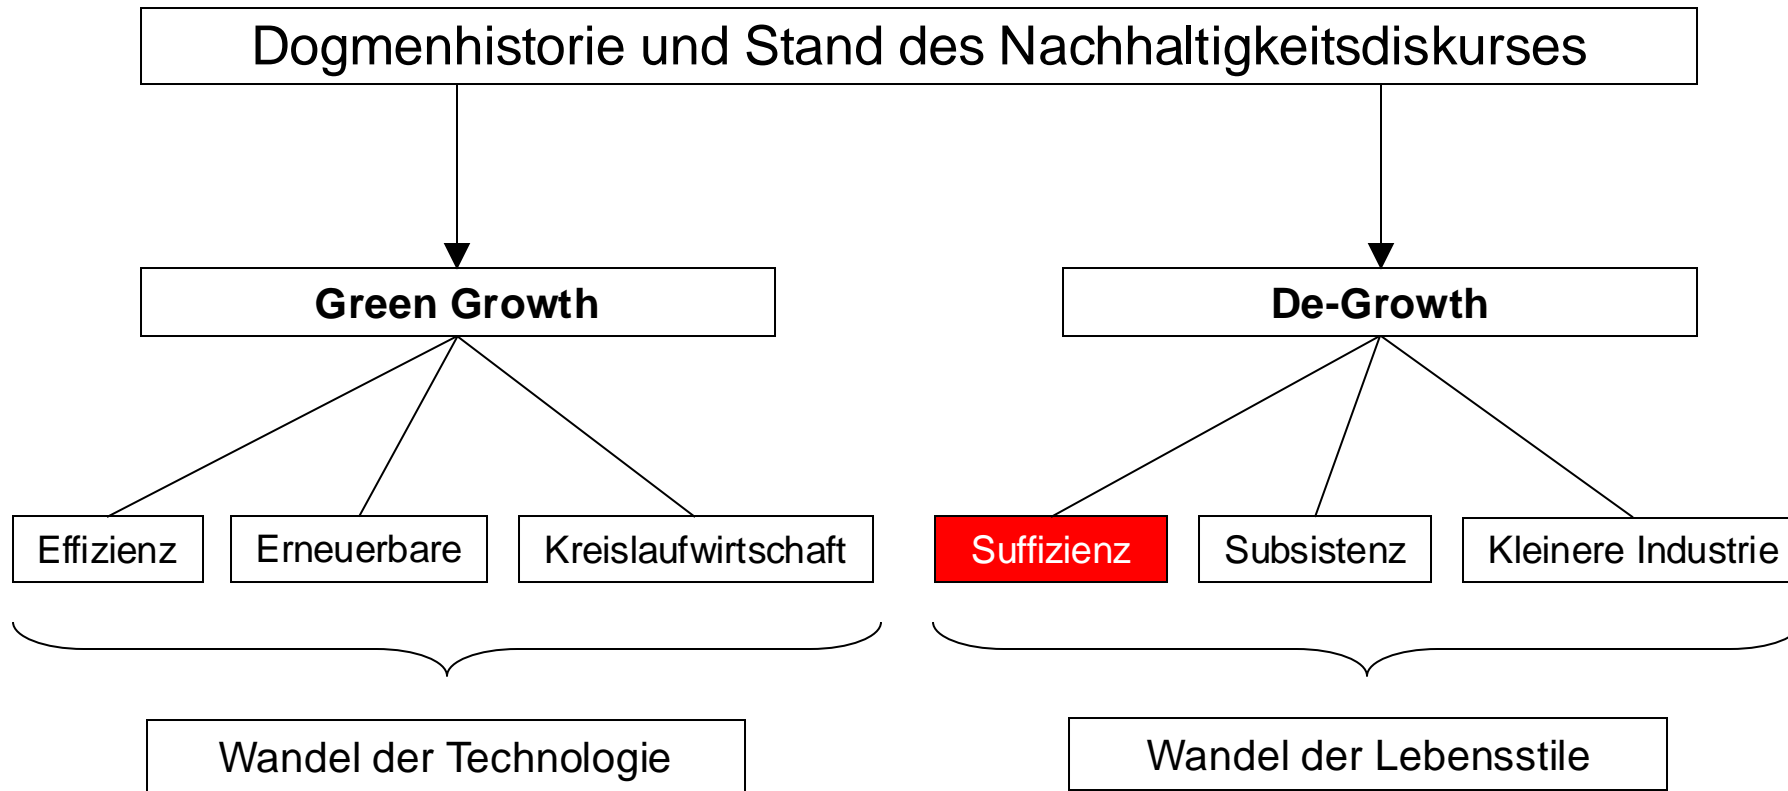 Dogmenhistorie und Stand des Nachhaltigkeitsdiskurses
Green Growth
De-Growth
Effizienz
Erneuerbare
Kreislaufwirtschaft
Suffizienz
Subsistenz
Kleinere Industrie
Wandel der Technologie
Wandel der Lebensstile